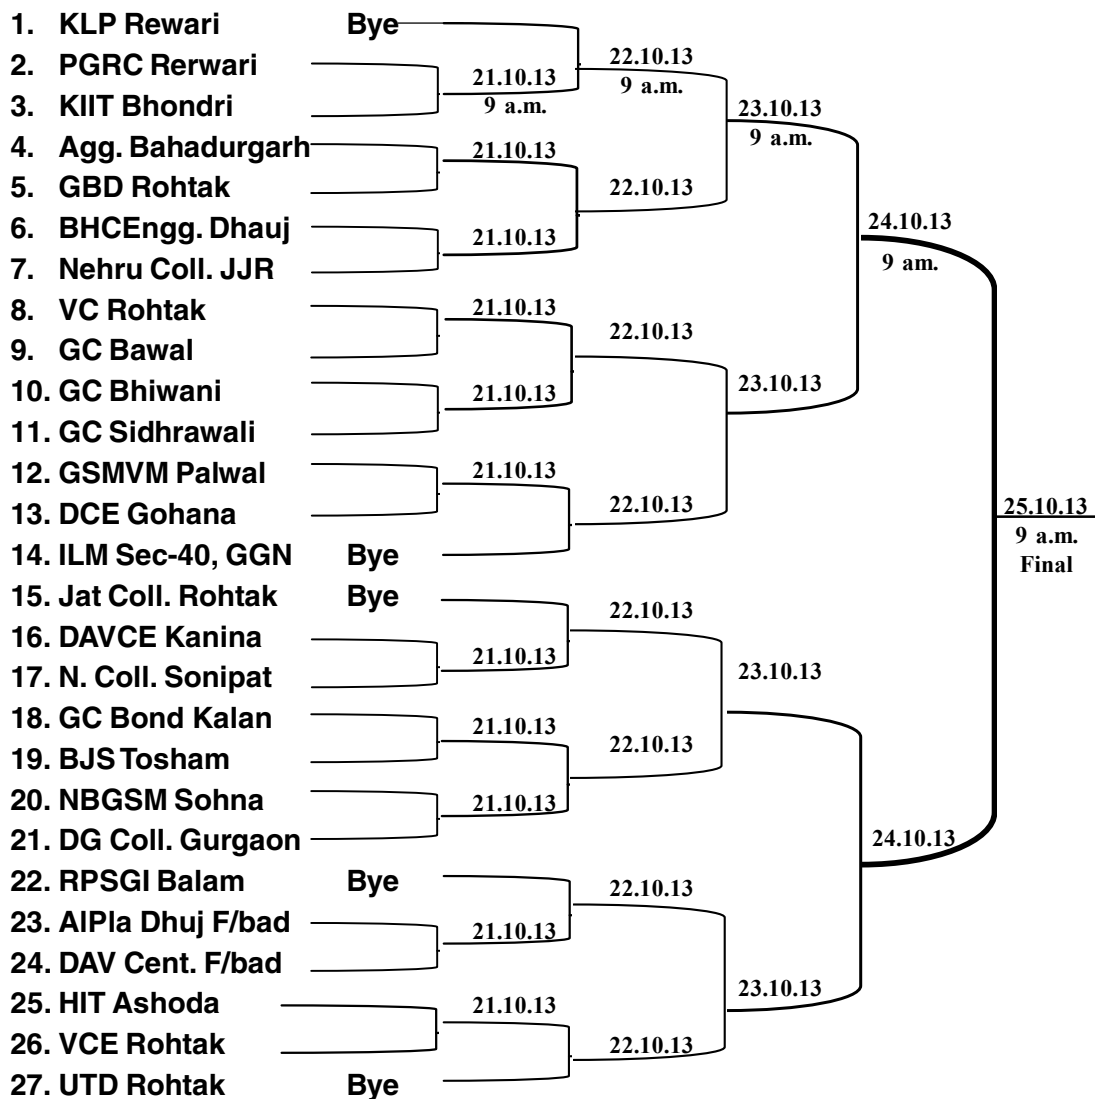 1. KLP Rewari Bye
2. PGRC Rerwari
3. KIIT Bhondri
4. Agg. Bahadurgarh
5. GBD Rohtak
6. BHCEngg. Dhauj
7. Nehru Coll. JJR
8. VC Rohtak
9. GC Bawal
10. GC Bhiwani
11. GC Sidhrawali
12. GSMVM Palwal
13. DCE Gohana
14. ILM Sec-40, GGN Bye
15. Jat Coll. Rohtak Bye
16. DAVCE Kanina
17. N. Coll. Sonipat
18. GC Bond Kalan
19. BJS Tosham
20. NBGSM Sohna
21. DG Coll. Gurgaon
22. RPSGI Balam Bye
23. AlPla Dhuj F/bad
24. DAV Cent. F/bad
25. HIT Ashoda
26. VCE Rohtak
27. UTD Rohtak Bye
21.10.13
9 a.m.
21.10.13
21.10.13
21.10.13
21.10.13
21.10.13
21.10.13
21.10.13
21.10.13
21.10.13
21.10.13
22.10.13
9 a.m.
22.10.13
22.10.13
22.10.13
22.10.13
22.10.13
22.10.13
22.10.13
23.10.13
9 a.m.
23.10.13
23.10.13
23.10.13
24.10.13
9 am.
24.10.13
25.10.13
9 a.m.
Final